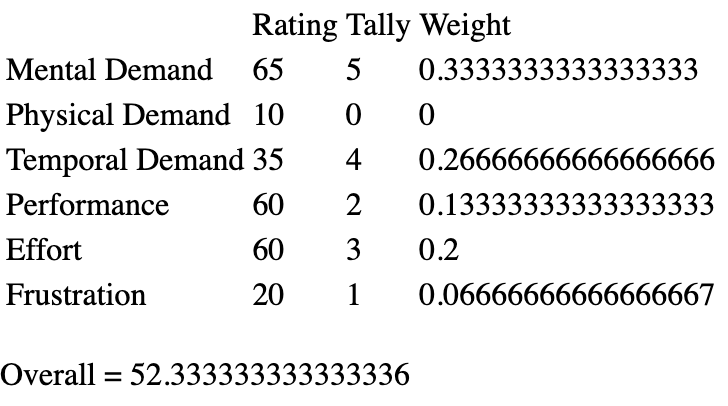 Rating Tally Weight
Mental Demand 65 5 0.3333333333333333
Physical Demand 10 0 0
Temporal Demand 35 4 0.26666666666666666
Performance 60 2 0.13333333333333333
Effort 60 3 0.2
Frustration 20 1 0.06666666666666667
Overall = 52.333333333333336